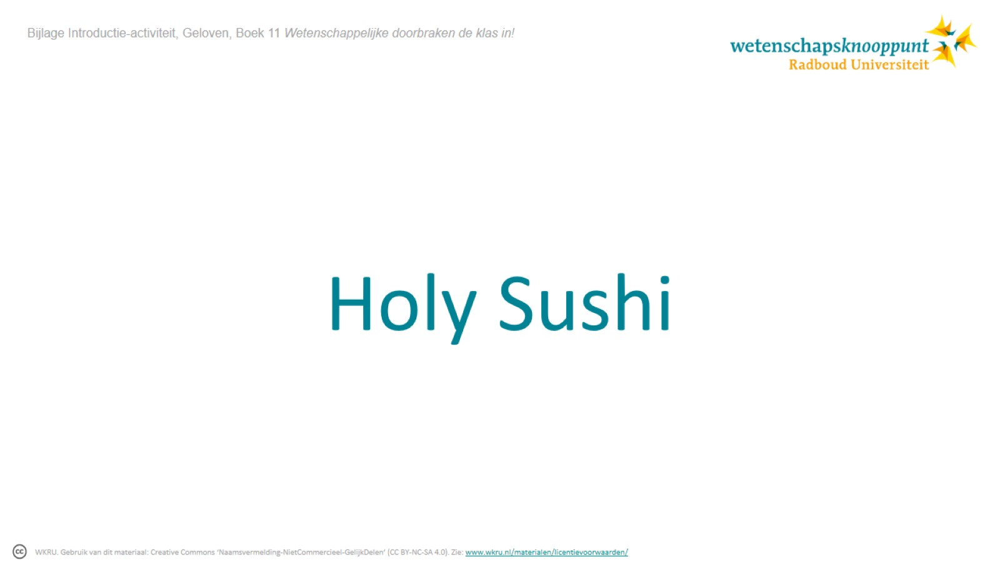 Bijlage Introductie-activiteit, Geloven, Boek 11 Wetenschappelijke doorbraken de klas in!
wetenschapsknooppunt
Radboud Universiteit
Holy Sushi
cc WKRU. Gebruik van dit materiaal: Creative Commons ‘Naamsvermelding-NietCommercieel-GelijkDelen’ (CC BY-NC-SA 4.0). Zie: www.wkru.nl/materialen/licentievoorwaarden/